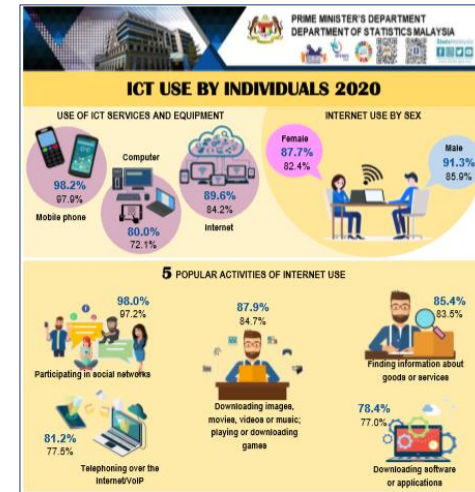 PRIME MINISTER'S DEPARTMENT
DEPARTMENT OF STATISTICS MALAYSIA
ICT USE BY INDIVIDUALS 2020
USE OF ICT SERVICES AND EQUIPMENT
98.2%
97.9%
Mobile phone
Computer
80.0%
72.1%
89.6%
84.2%
Internet
INTERNET USE BY SEX
Female
87.7%
82.4%
Male
91.3%
85.9%
5 POPULAR ACTIVITIES OF INTERNET USE
98.0%
97.2%
Participating in social networks
87.9%
84.7%
Downloading images,
movies, videos or music;
playing or downloading
games
85.4%
83.5%
Finding information about
goods or services
81.2%
77.5%
Telephoning over the
Internet/VoIP
78.4%
77.0%
Downloading software
or applications